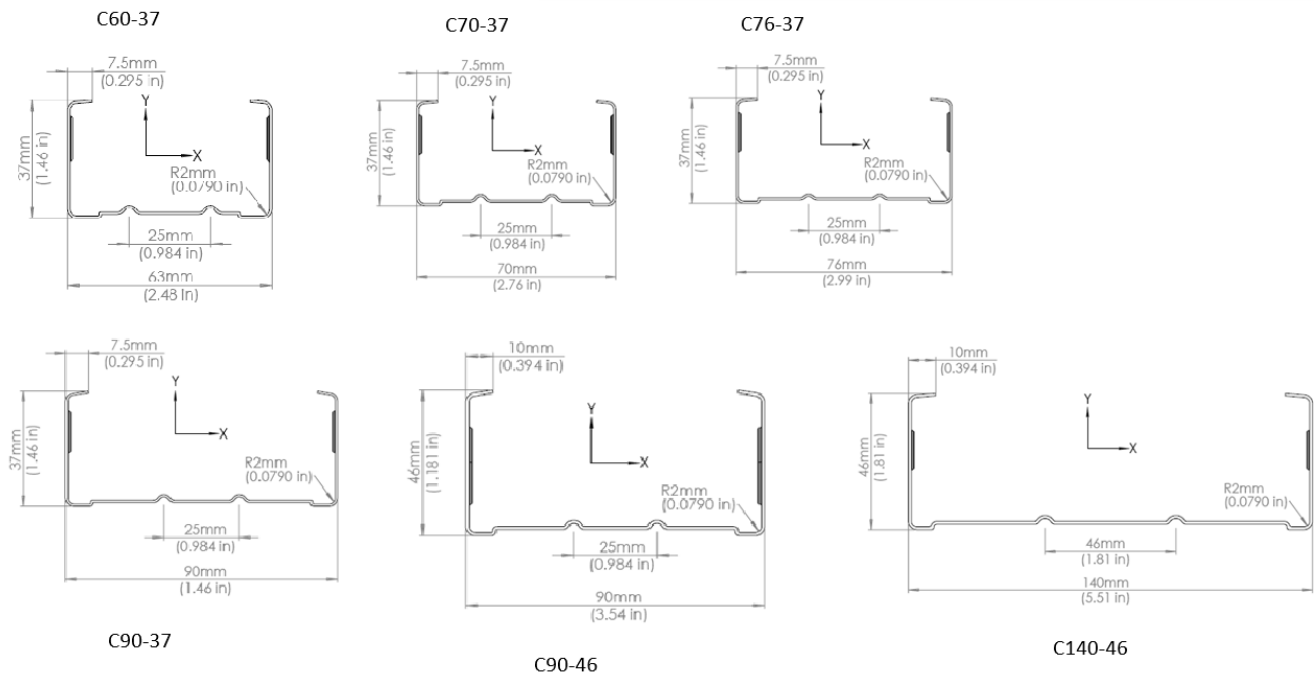 C60-37
C70-37
C76-37
7.5mm
(0.295 in)
Y
X
37mm
(1.46 in)
R2mm
(0.0790 in)
25mm
(0.984 in)
63mm
(2.48 in)
7.5mm
(0.295 in)
Y
X
37mm
(1.46 in)
R2mm
(0.0790 in)
25mm
(0.984 in)
70mm
(2.76 in)
7.5mm
(0.295 in)
Y
X
37mm
(1.46 in)
R2mm
(0.0790 in)
25mm
(0.984 in)
76mm
(2.99 in)
7.5mm
(0.295 in)
Y
X
37mm
(1.46 in)
R2mm
(0.0790 in)
25mm
(0.984 in)
90mm
(1.46 in)
10mm
(0.394 in)
Y
X
46mm
(1.181 in)
R2mm
(0.0790 in)
25mm
(0.984 in)
90mm
(3.54 in)
10mm
(0.394 in)
Y
X
46mm
(1.81 in)
R2mm
(0.0790 in)
46mm
(1.81 in)
140mm
(5.51 in)
C90-37
C90-46
C140-46